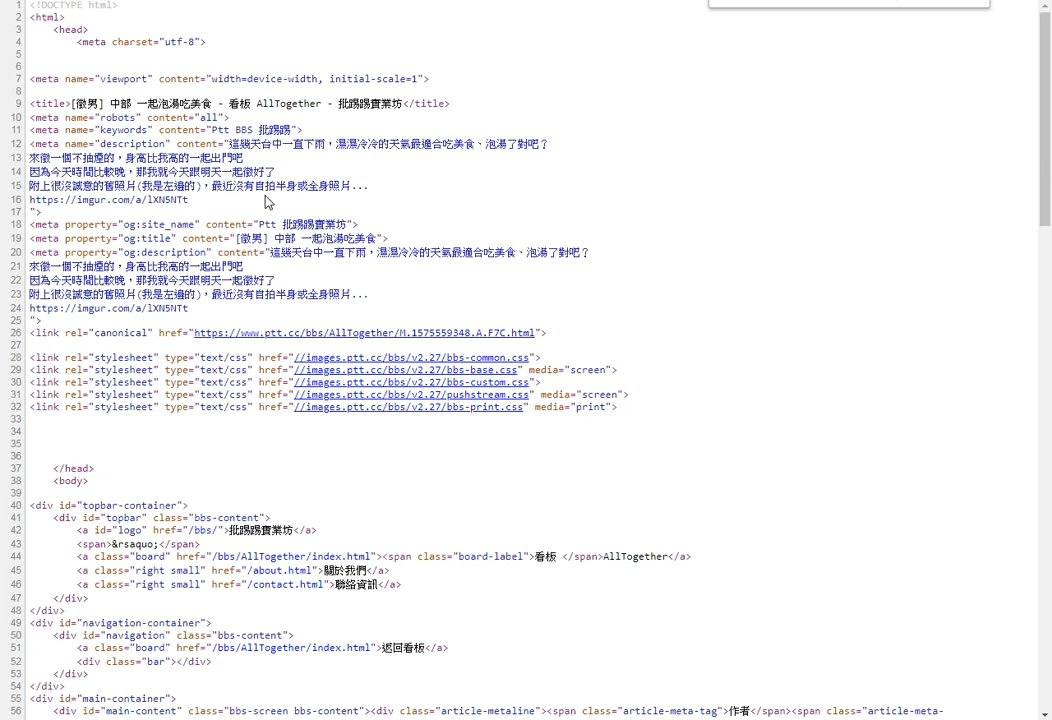 1 <!DOCTYPE html>
2 <html>
3 <head>
4 <meta charset="utf-8">
5
6
7 <meta name="viewport" content="width=device-width, initial-scale=1">
8
9 <title>[徵男] 中部 一起泡湯吃美食 - 看板 AllTogether - 批踢踢實業坊</title>
10 <meta name="robots" content="all">
11 <meta name="keywords" content="Ptt BBS 批踢踢">
12 <meta name="description" content="這幾天台中一直下雨，濕濕冷冷的天氣最適合吃美食、泡湯了對吧？
13 來徵一個不抽煙的，身高比我高的一起出門吧
14 因為今天時間比較晚，那我就今天跟明天一起徵好了
15 附上很沒誠意的舊照片(我是左邊的)，最近沒有自拍半身或全身照片...
16 https://imgur.com/a/lXN5NTt
17 ">
18 <meta property="og:site_name" content="Ptt 批踢踢實業坊">
19 <meta property="og:title" content="[徵男] 中部 一起泡湯吃美食">
20 <meta property="og:description" content="這幾天台中一直下雨，濕濕冷冷的天氣最適合吃美食、泡湯了對吧？
21 來徵一個不抽煙的，身高比我高的一起出門吧
22 因為今天時間比較晚，那我就今天跟明天一起徵好了
23 附上很沒誠意的舊照片(我是左邊的)，最近沒有自拍半身或全身照片...
24 https://imgur.com/a/lXN5NTt
25 ">
26 <link rel="canonical" href="https://www.ptt.cc/bbs/AllTogether/M.1575559348.A.F7C.html">
27
28 <link rel="stylesheet" type="text/css" href="//images.ptt.cc/bbs/v2.27/bbs-common.css">
29 <link rel="stylesheet" type="text/css" href="//images.ptt.cc/bbs/v2.27/bbs-base.css" media="screen">
30 <link rel="stylesheet" type="text/css" href="//images.ptt.cc/bbs/v2.27/bbs-custom.css">
31 <link rel="stylesheet" type="text/css" href="//images.ptt.cc/bbs/v2.27/pushstream.css" media="screen">
32 <link rel="stylesheet" type="text/css" href="//images.ptt.cc/bbs/v2.27/bbs-print.css" media="print">
33
34
35
36
37 </head>
38 <body>
39
40 <div id="topbar-container">
41 <div id="topbar" class="bbs-content">
42 <a id="logo" href="/bbs/">批踢踢實業坊</a>
43 <span>&rsaquo;</span>
44 <a class="board" href="/bbs/AllTogether/index.html"><span class="board-label">看板 </span>AllTogether</a>
45 <a class="right small" href="/about.html">關於我們</a>
46 <a class="right small" href="/contact.html">聯絡資訊</a>
47 </div>
48 </div>
49 <div id="navigation-container">
50 <div id="navigation" class="bbs-content">
51 <a class="board" href="/bbs/AllTogether/index.html">返回看板</a>
52 <div class="bar"></div>
53 </div>
54 </div>
55 <div id="main-container">
56 <div id="main-content" class="bbs-screen bbs-content"><div class="article-metaline"><span class="article-meta-tag">作者</span><span class="article-meta-